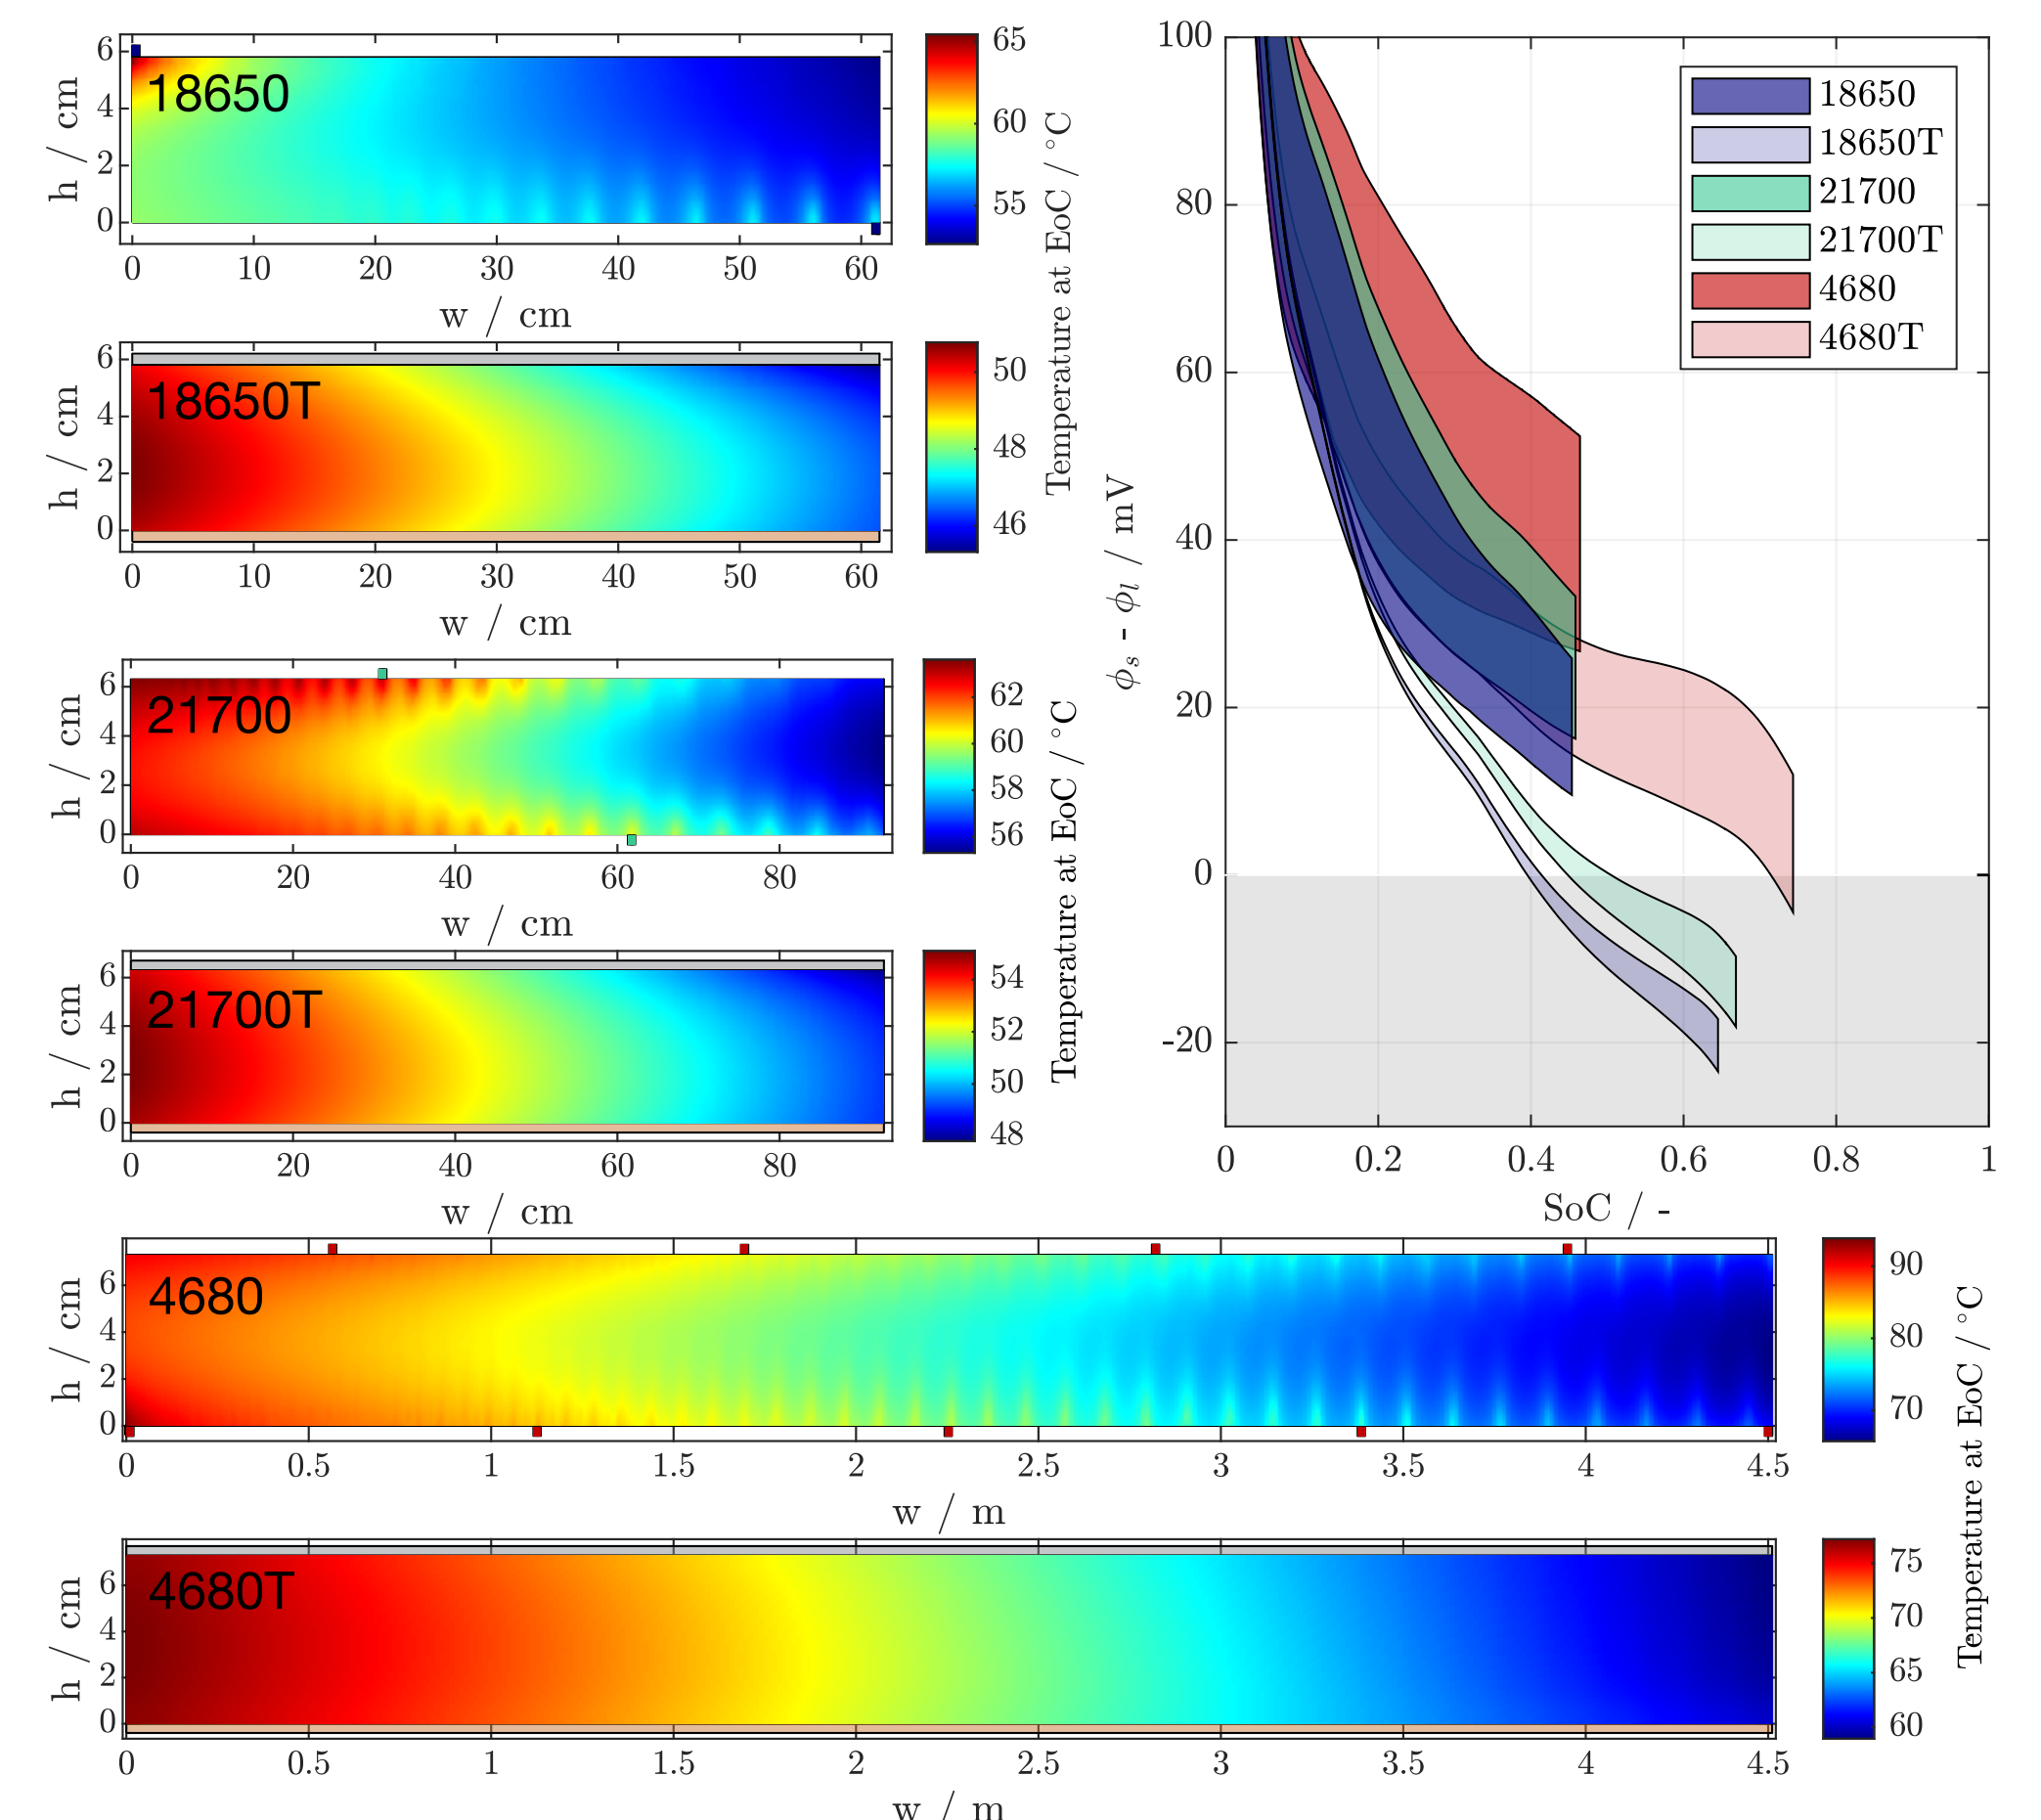 18650
6
4
2
0
h / cm
0 10 20 30 40 50 60
w / cm
65
60
55
18650T
6
4
2
0
h / cm
0 10 20 30 40 50 60
w / cm
50
48
46
Temperature at EoC / °C
21700
6
4
2
0
h / cm
0 20 40 60 80
w / cm
62
60
58
56
21700T
6
4
2
0
h / cm
0 20 40 60 80
w / cm
54
52
50
48
Temperature at EoC / °C
100
80
60
40
20
0
-20
ϕs - ϕl / mV
0 0.2 0.4 0.6 0.8 1
SoC / -
18650
18650T
21700
21700T
4680
4680T
4680
6
4
2
0
h / cm
0 0.5 1 1.5 2 2.5 3 3.5 4 4.5
w / m
90
80
70
4680T
6
4
2
0
h / cm
0 0.5 1 1.5 2 2.5 3 3.5 4 4.5
w / m
75
70
65
60
Temperature at EoC / °C